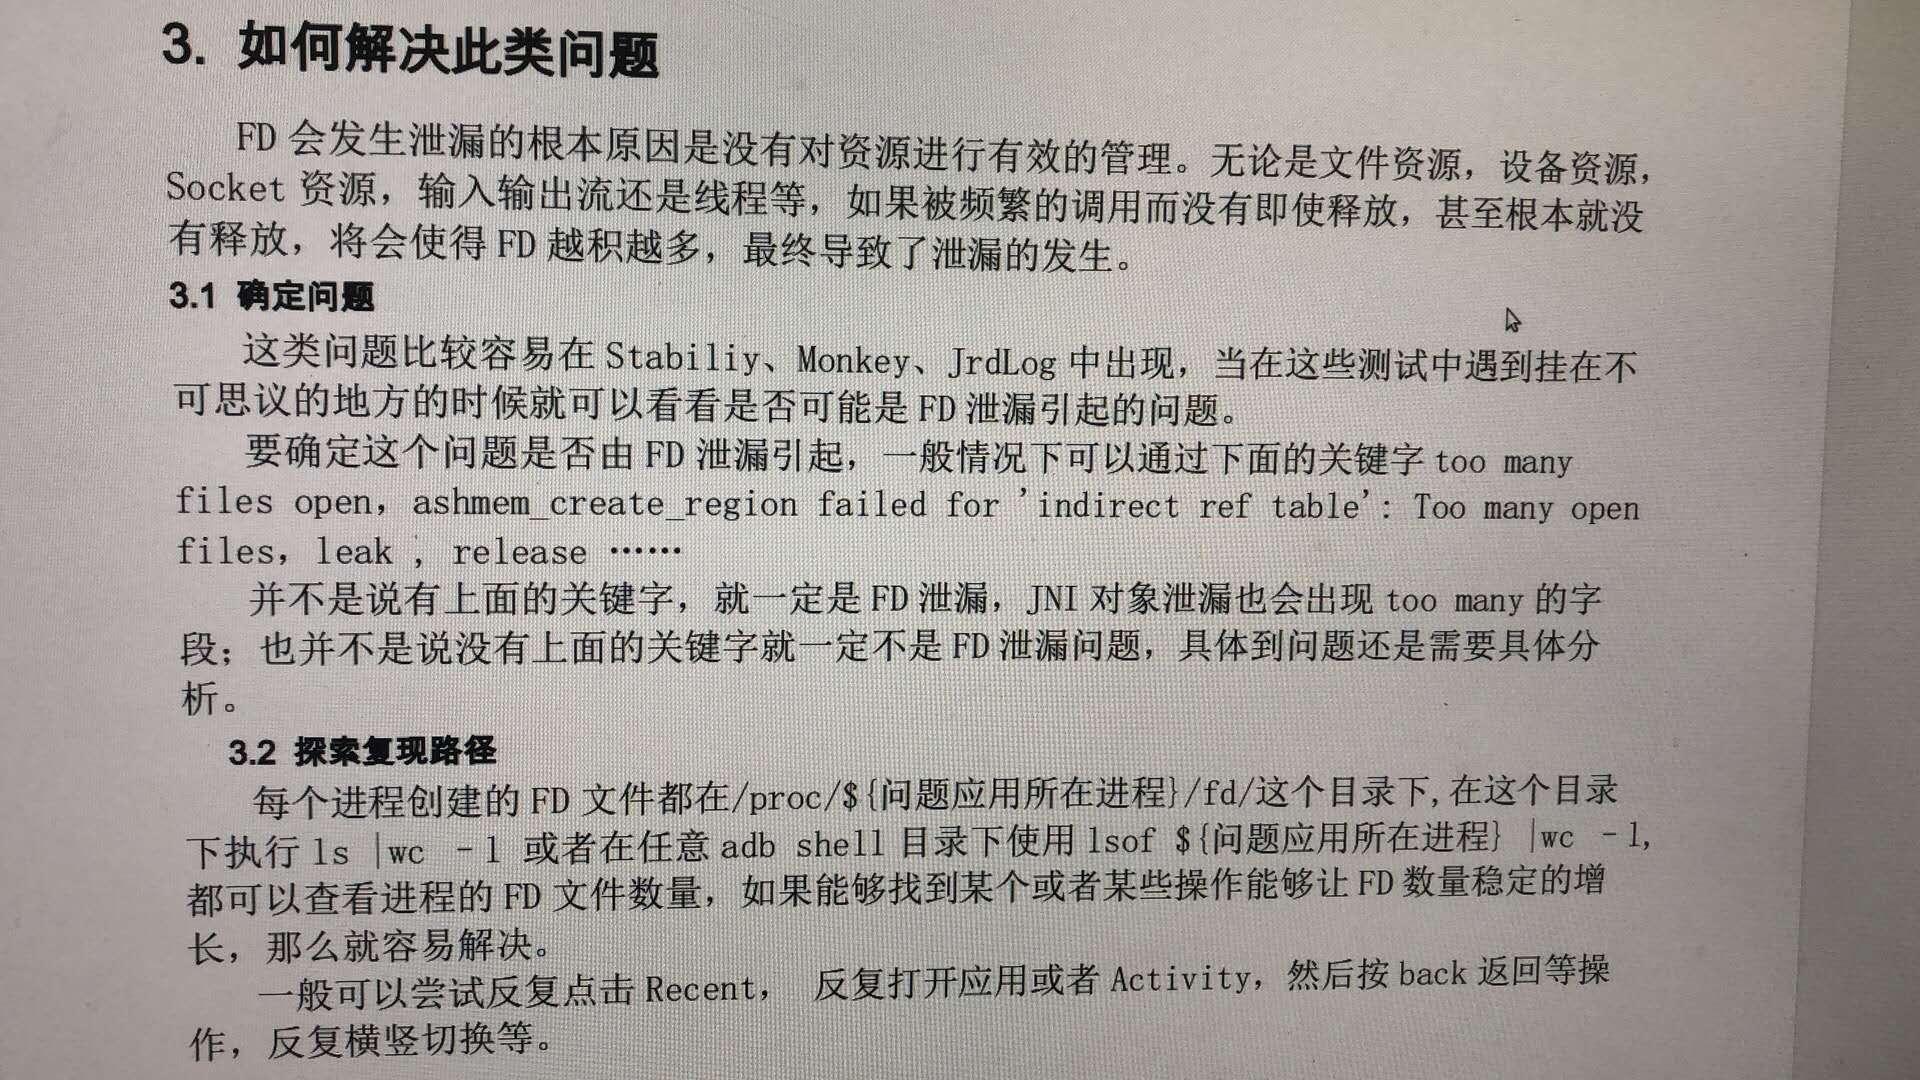 3. 如何解决此类问题
FD 会发生泄漏的根本原因是没有对资源进行有效的管理。无论是文件资源，设备资源，
Socket 资源，输入输出流还是线程等，如果被频繁的调用而没有即使释放，甚至根本就没
有释放，将会使得 FD 越积越多，最终导致了泄漏的发生。
3.1 确定问题
这类问题比较容易在 Stabiliy、Monkey、JrdLog 中出现，当在这些测试中遇到挂在不
可思议的地方的时候就可以看看是否可能是 FD 泄漏引起的问题。
要确定这个问题是否由 FD 泄漏引起，一般情况下可以通过下面的关键字 too many
files open，ashmem_create_region failed for 'indirect ref table': Too many open
files，leak ，release ……
并不是说有上面的关键字，就一定是 FD 泄漏，JNI 对象泄漏也会出现 too many 的字
段；也并不是说没有上面的关键字就一定不是 FD 泄漏问题，具体到问题还是需要具体分
析。
3.2 探索复现路径
每个进程创建的 FD 文件都在/proc/${问题应用所在进程}/fd/这个目录下,在这个目录
下执行 ls |wc –l 或者在任意 adb shell 目录下使用 lsof ${问题应用所在进程} |wc –l,
都可以查看进程的 FD 文件数量，如果能够找到某个或者某些操作能够让 FD 数量稳定的增
长，那么就容易解决。
一般可以尝试反复点击 Recent， 反复打开应用或者 Activity，然后按 back 返回等操
作，反复横竖切换等。